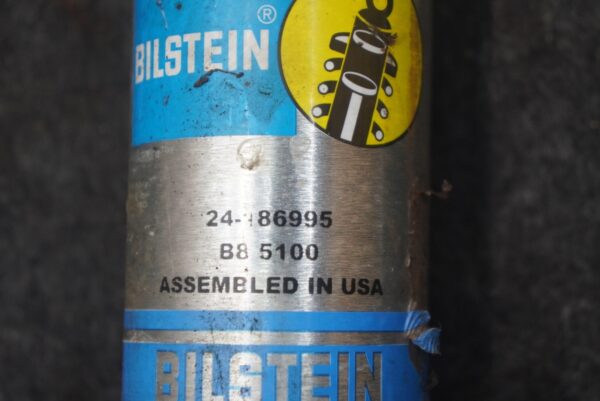 BILSTEIN®
24-186995
B8 5100
ASSEMBLED IN USA
BILSTEIN